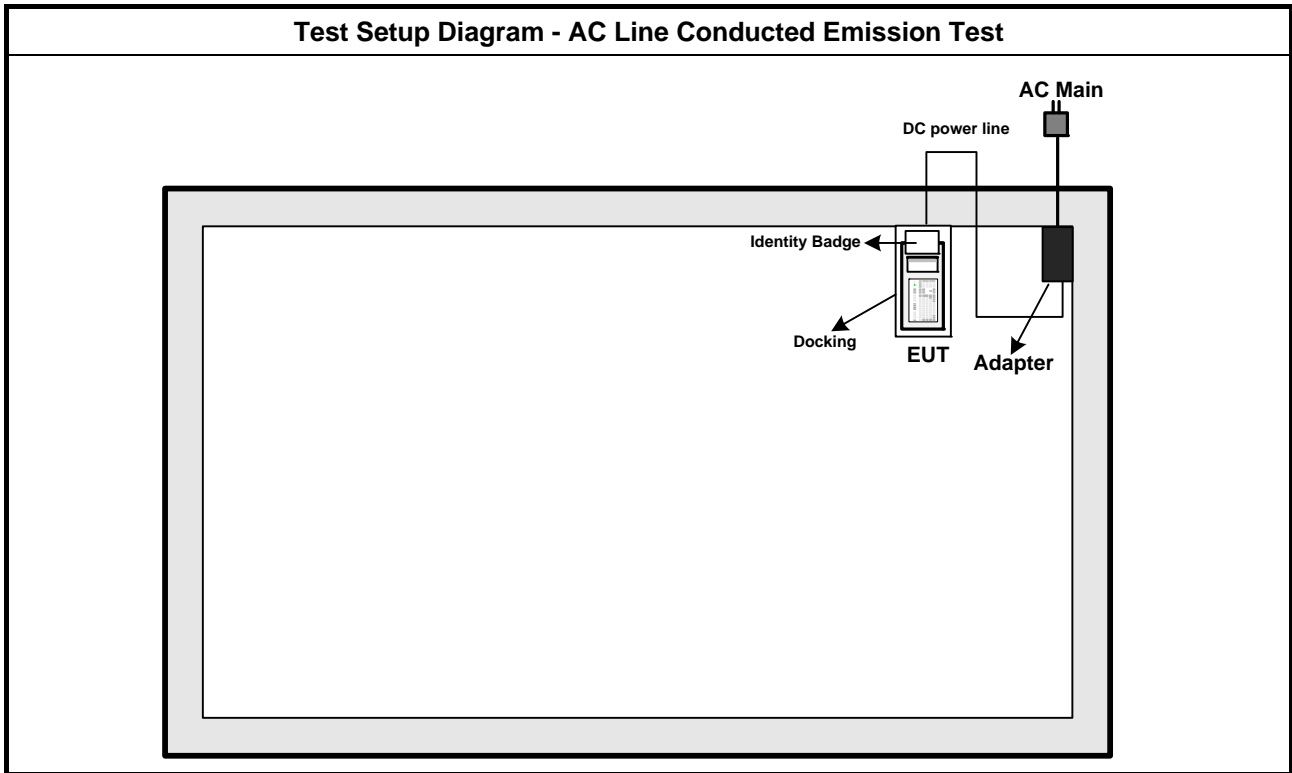 Test Setup Diagram - AC Line Conducted Emission Test
AC Main
DC power line
Identity Badge
Docking
EUT
Adapter